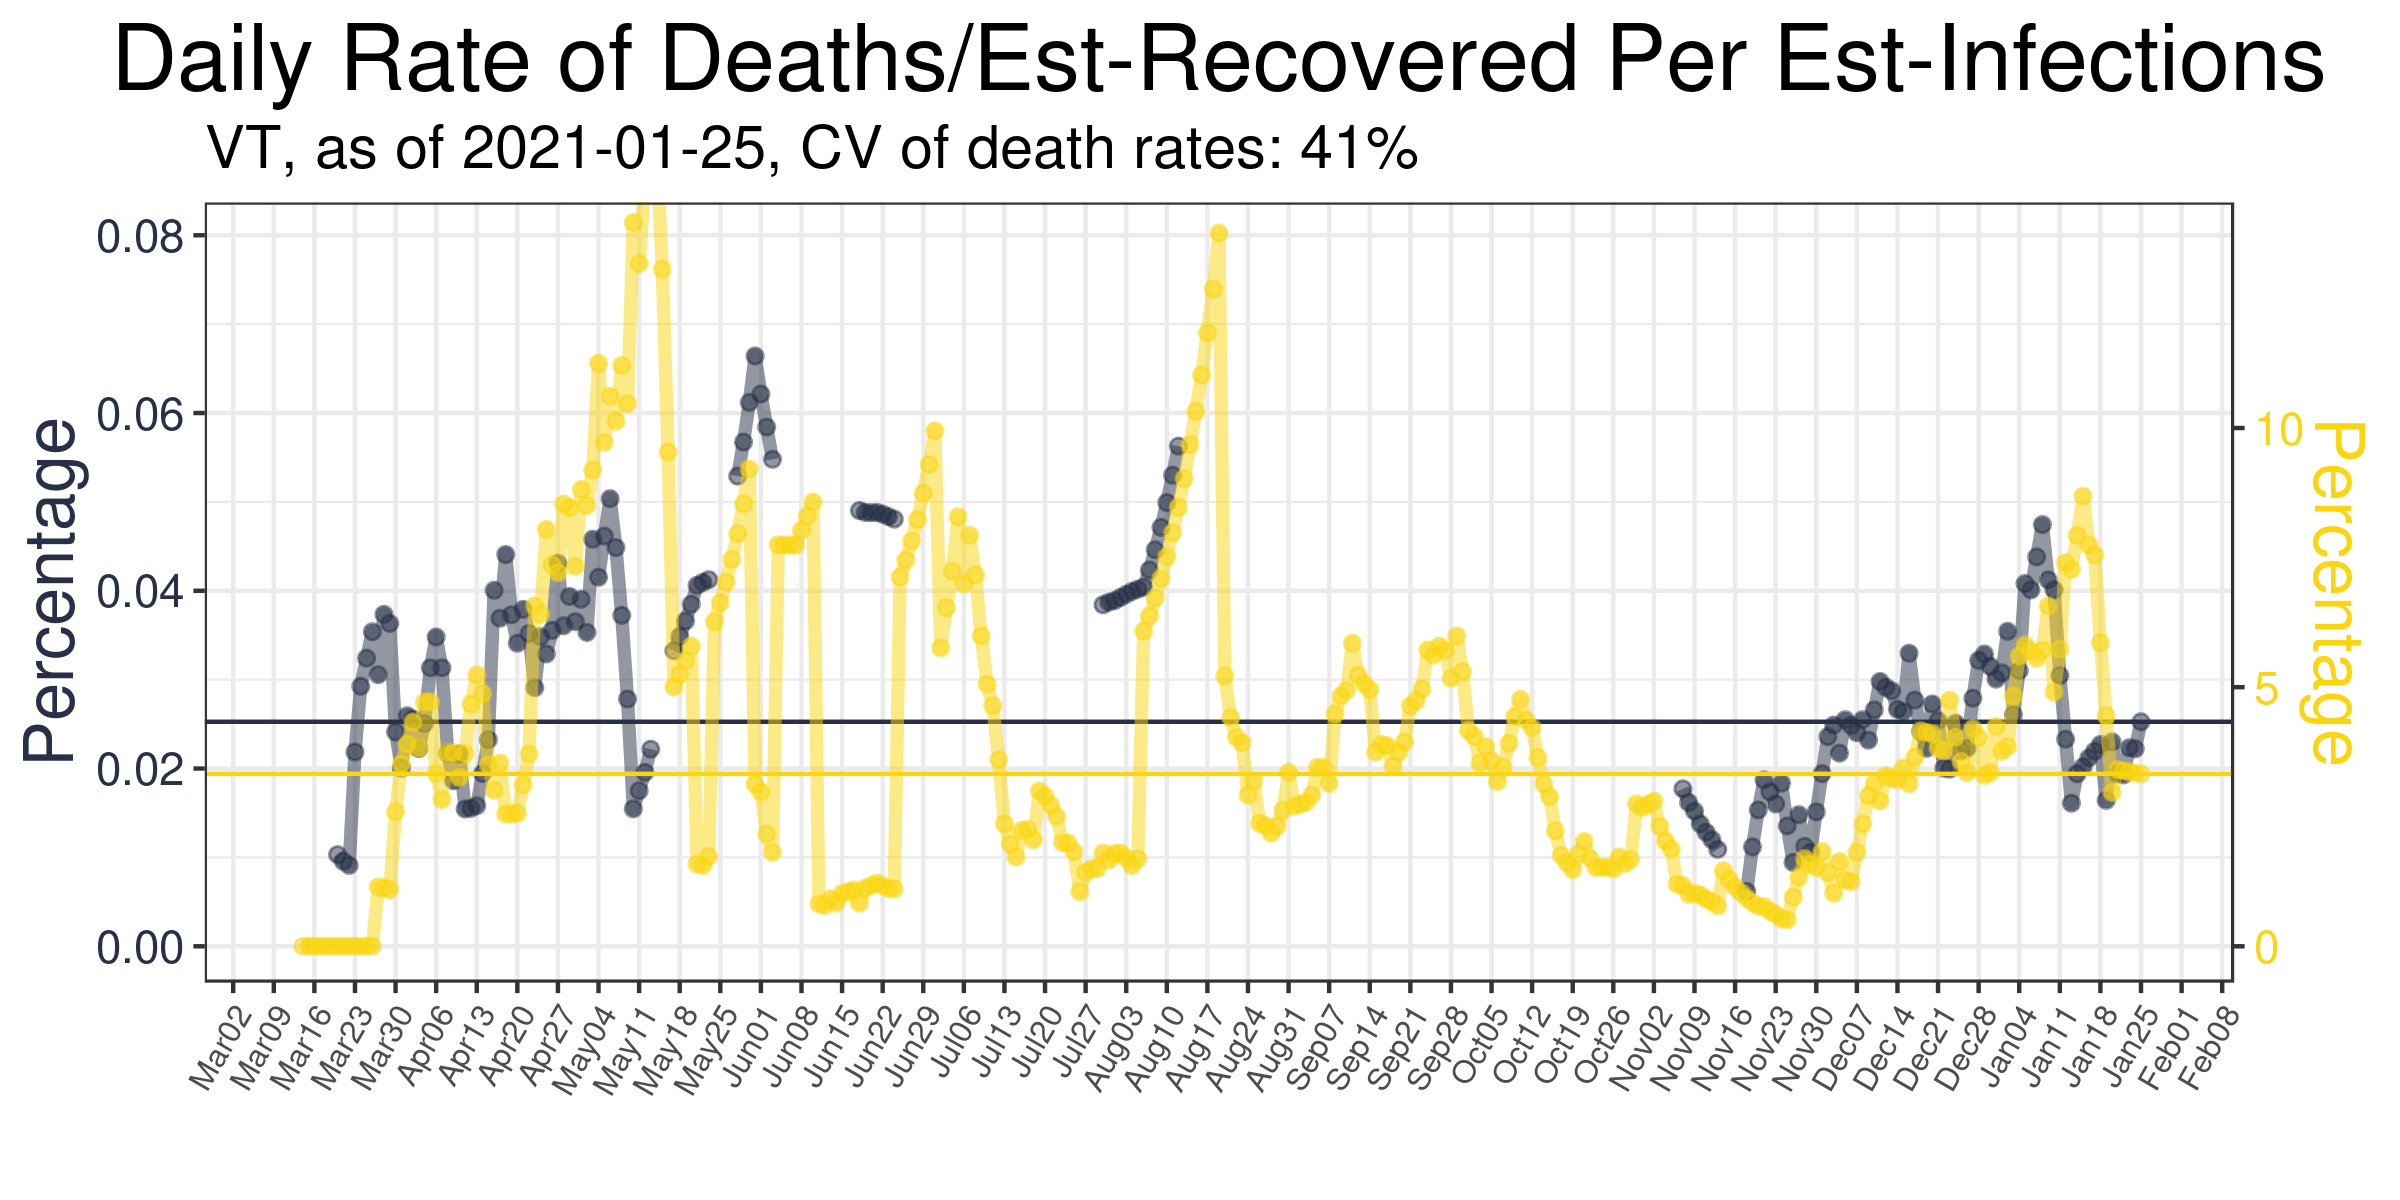 Daily Rate of Deaths/Est-Recovered Per Est-Infections
VT, as of 2021-01-25, CV of death rates: 41%
Percentage
0.08
0.06
0.04
0.02
0.00
10
5
0
Percentage
Mar02 Mar09 Mar16 Mar23 Mar30 Apr06 Apr13 Apr20 Apr27 May04 May11 May18 May25 Jun01 Jun08 Jun15 Jun22 Jun29 Jul06 Jul13 Jul20 Jul27 Aug03 Aug10 Aug17 Aug24 Aug31 Sep07 Sep14 Sep21 Sep28 Oct05 Oct12 Oct19 Oct26 Nov02 Nov09 Nov16 Nov23 Nov30 Dec07 Dec14 Dec21 Dec28 Jan04 Jan11 Jan18 Jan25 Feb01 Feb08